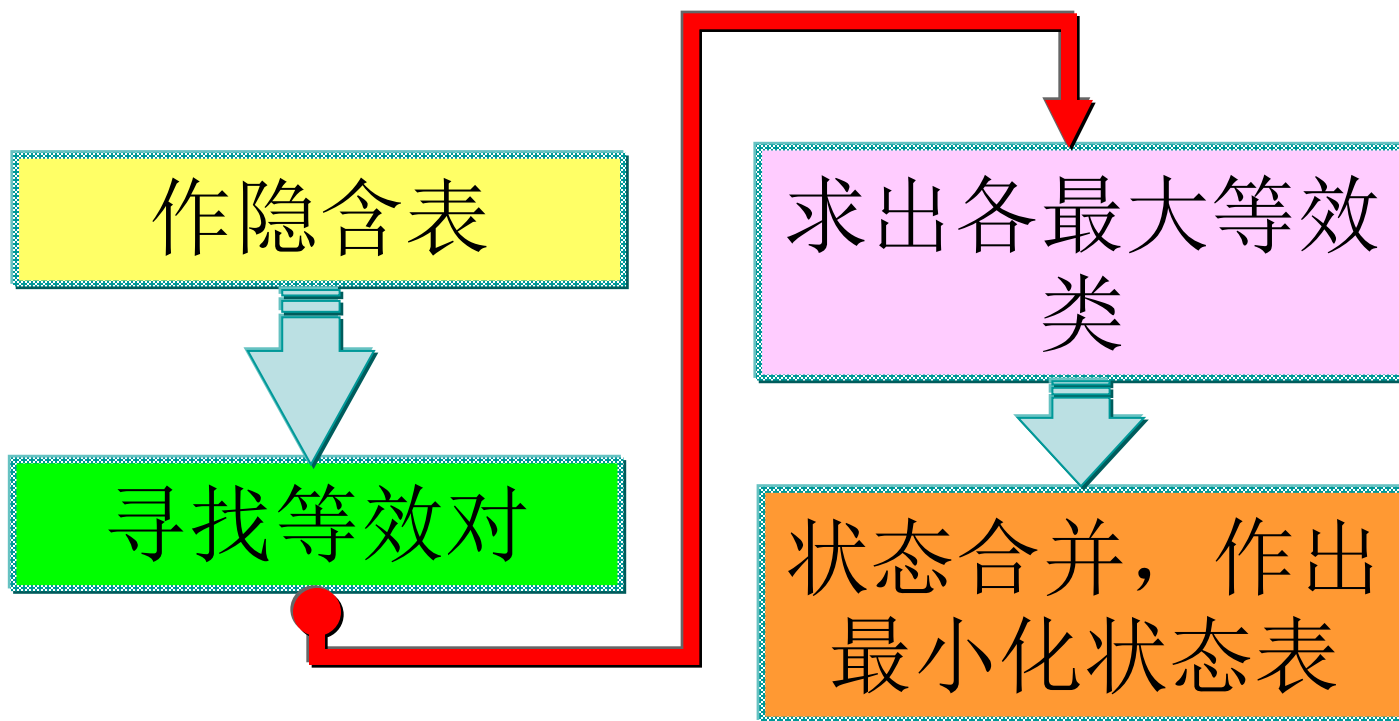 作隐含表
寻找等效对
求出各最大等效
类
状态合并，作出
最小化状态表